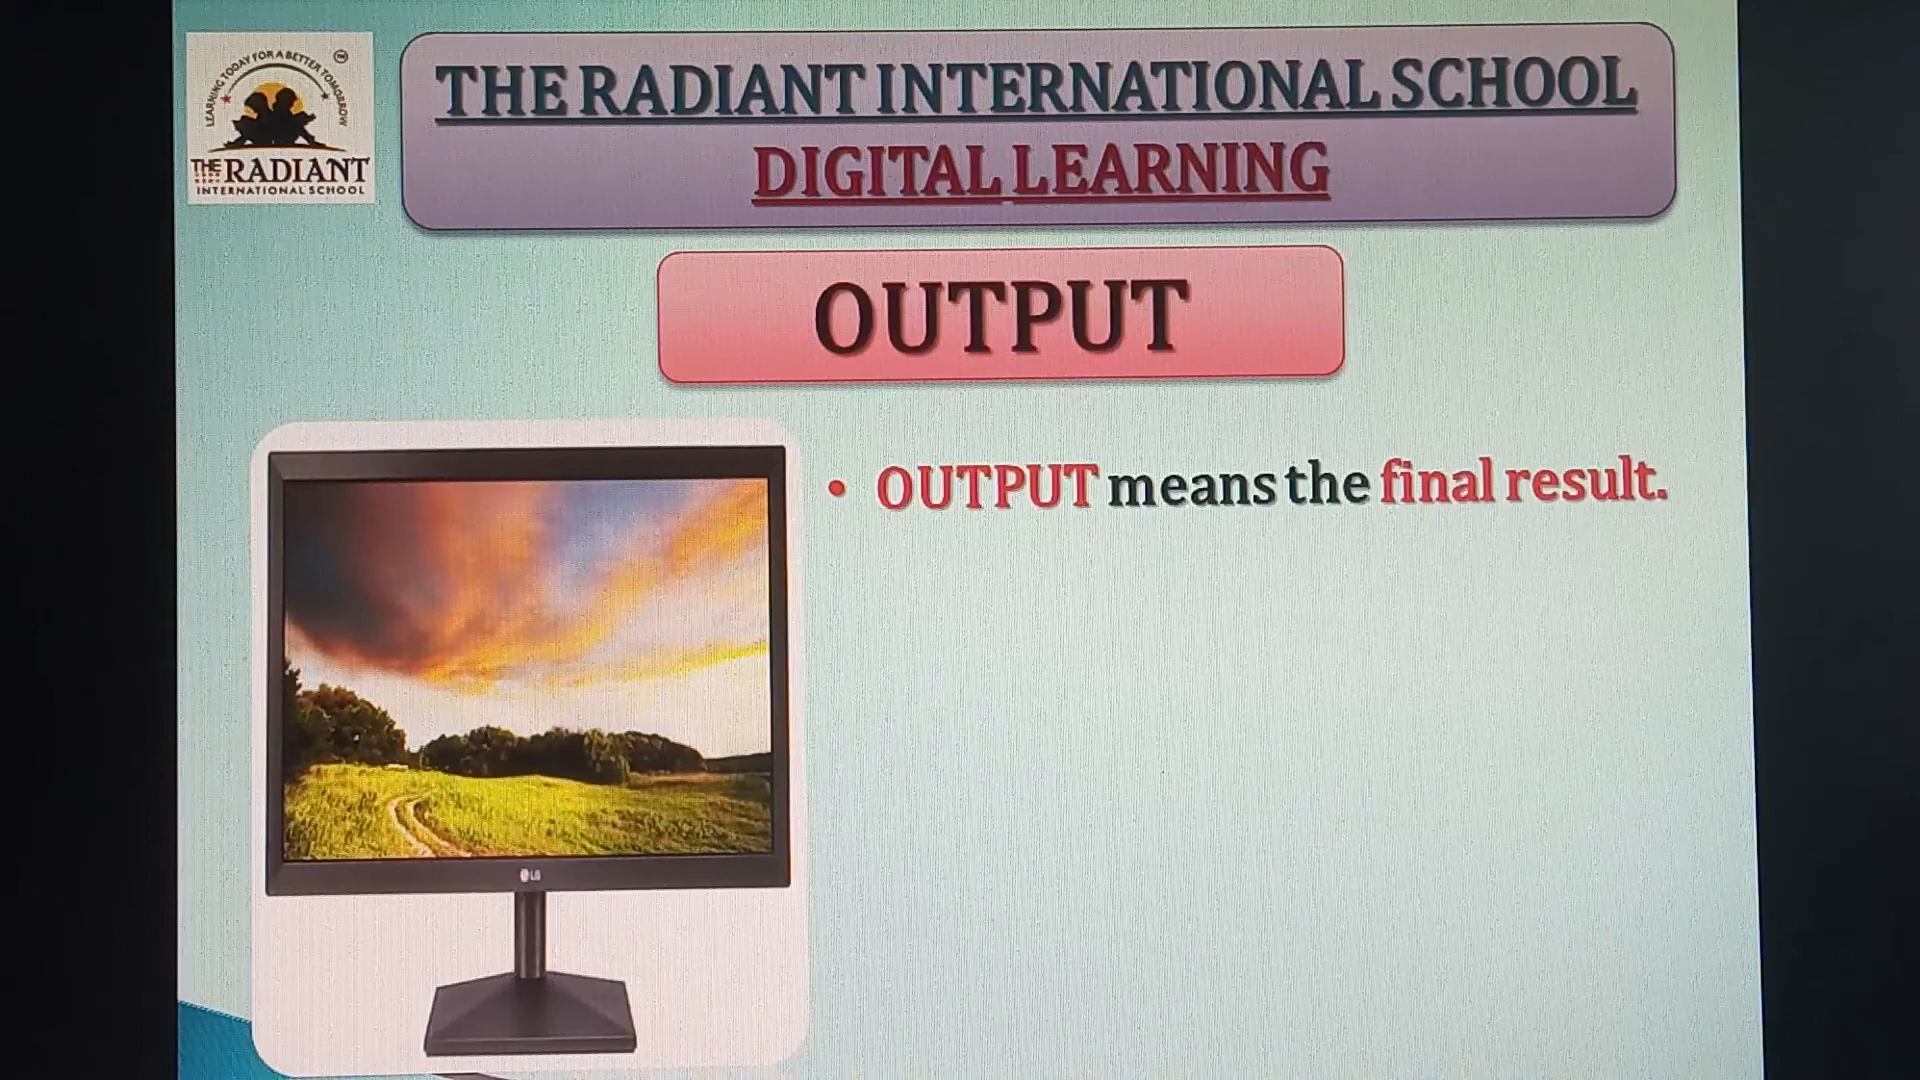 LEARNING TODAY FOR A BETTER TOMORROW
THE RADIANT
INTERNATIONAL SCHOOL
THE RADIANT INTERNATIONAL SCHOOL
DIGITAL LEARNING
OUTPUT
• OUTPUT means the final result.
LG